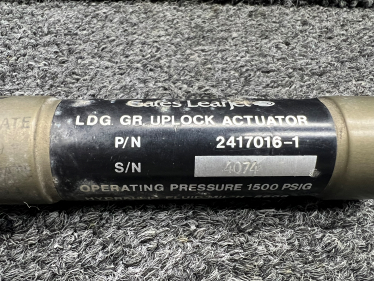 Gates Learjet
LDG GR UPLOCK ACTUATOR
P/N 2417016-1
S/N 4074
OPERATING PRESSURE 1500 PSIG